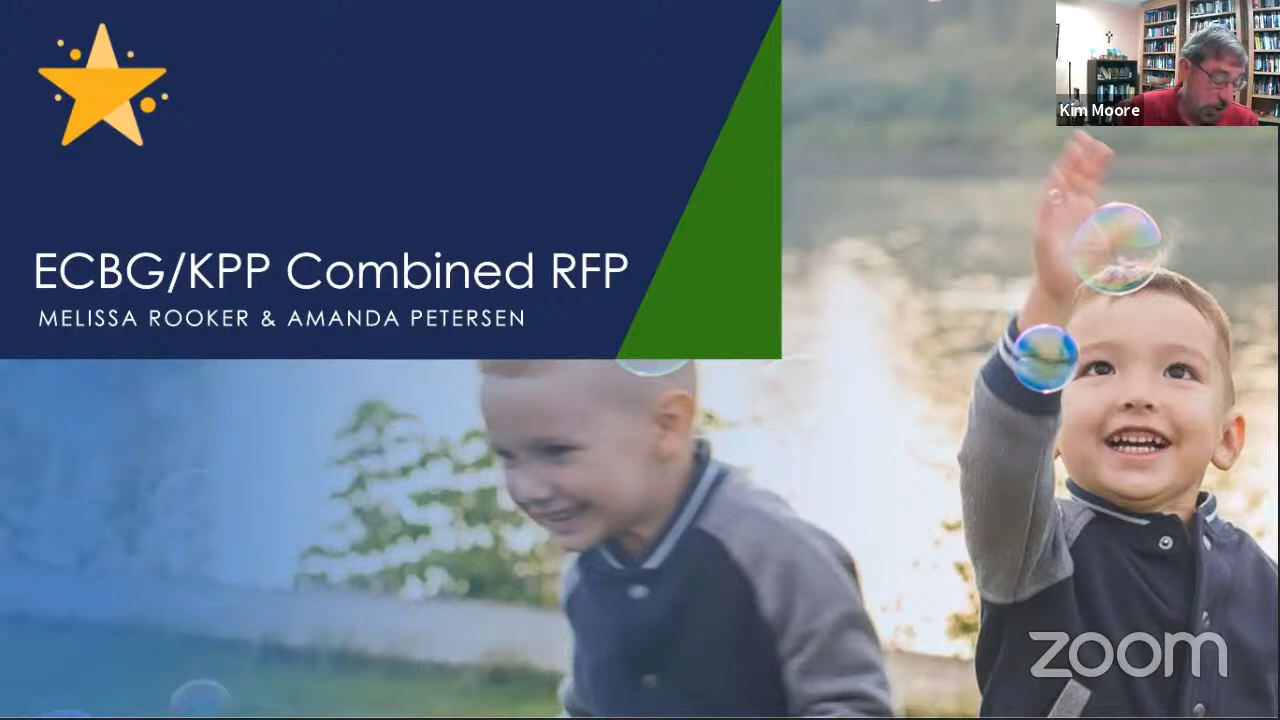 Kim Moore
ECBG/KPP Combined RFP
MELISSA ROOKER & AMANDA PETERSEN
zoom